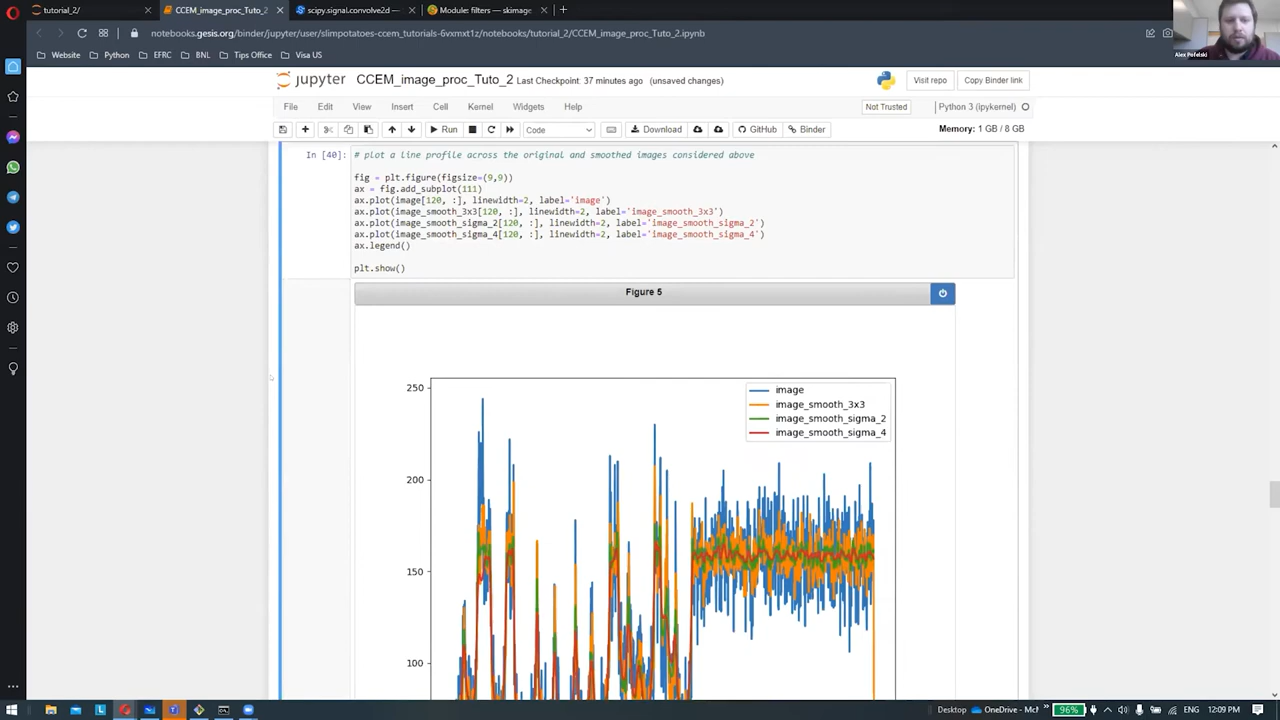 tutorial_2/
CCEM_image_proc_Tuto_2
scipy.signal.convolve2d
Module: filters — skimage
notebooks.gesis.org/binder/jupyter/user/slimpotatoes-ccem_tutorials-6vxmxt1z/notebooks/tutorial_2/CCEM_image_proc_Tuto_2.ipynb
Website
Python
EFRC
BNL
Tips Office
Visa US
Alex Pofelski
jupyter
CCEM_image_proc_Tuto_2
Last Checkpoint: 37 minutes ago
(unsaved changes)
Visit repo
Copy Binder link
File
Edit
View
Insert
Cell
Kernel
Widgets
Help
Not Trusted
Python 3 (ipykernel)
Run
Code
Download
GitHub
Binder
Memory: 1 GB / 8 GB
In [40]:
# plot a line profile across the original and smoothed images considered above
fig = plt.figure(figsize=(9,9))
ax = fig.add_subplot(111)
ax.plot(image[120, :], linewidth=2, label='image')
ax.plot(image_smooth_3x3[120, :], linewidth=2, label='image_smooth_3x3')
ax.plot(image_smooth_sigma_2[120, :], linewidth=2, label='image_smooth_sigma_2')
ax.plot(image_smooth_sigma_4[120, :], linewidth=2, label='image_smooth_sigma_4')
ax.legend()
plt.show()
Figure 5
250
image
image_smooth_3x3
image_smooth_sigma_2
image_smooth_sigma_4
200
150
100
Desktop
OneDrive - McM
96%
ENG
12:09 PM